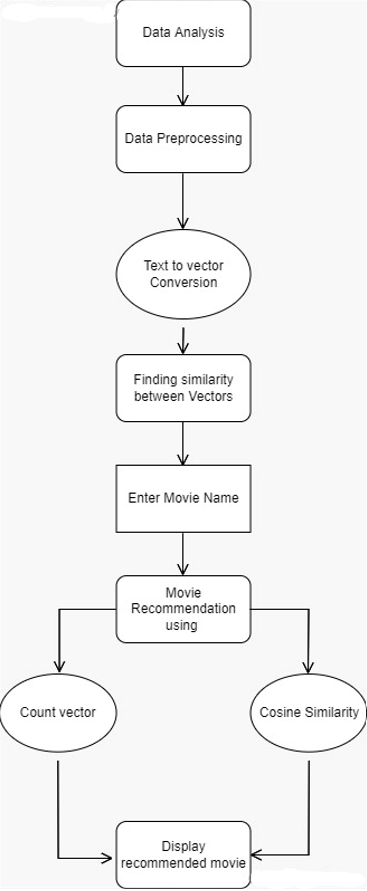 Data Analysis
Data Preprocessing
Text to vector
Conversion
Finding similarity
between Vectors
Enter Movie Name
Movie
Recommendation
using
Count vector
Cosine Similarity
Display
recommended movie